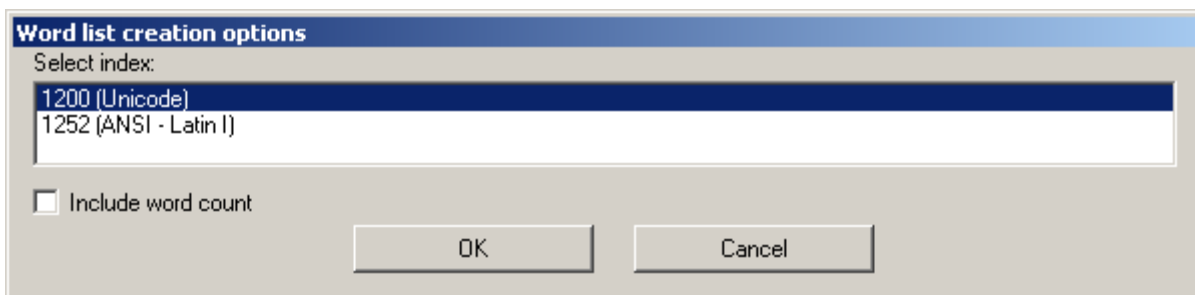 Word list creation options
Select index:
1200 (Unicode)
1252 (ANSI - Latin I)
Include word count
OK Cancel